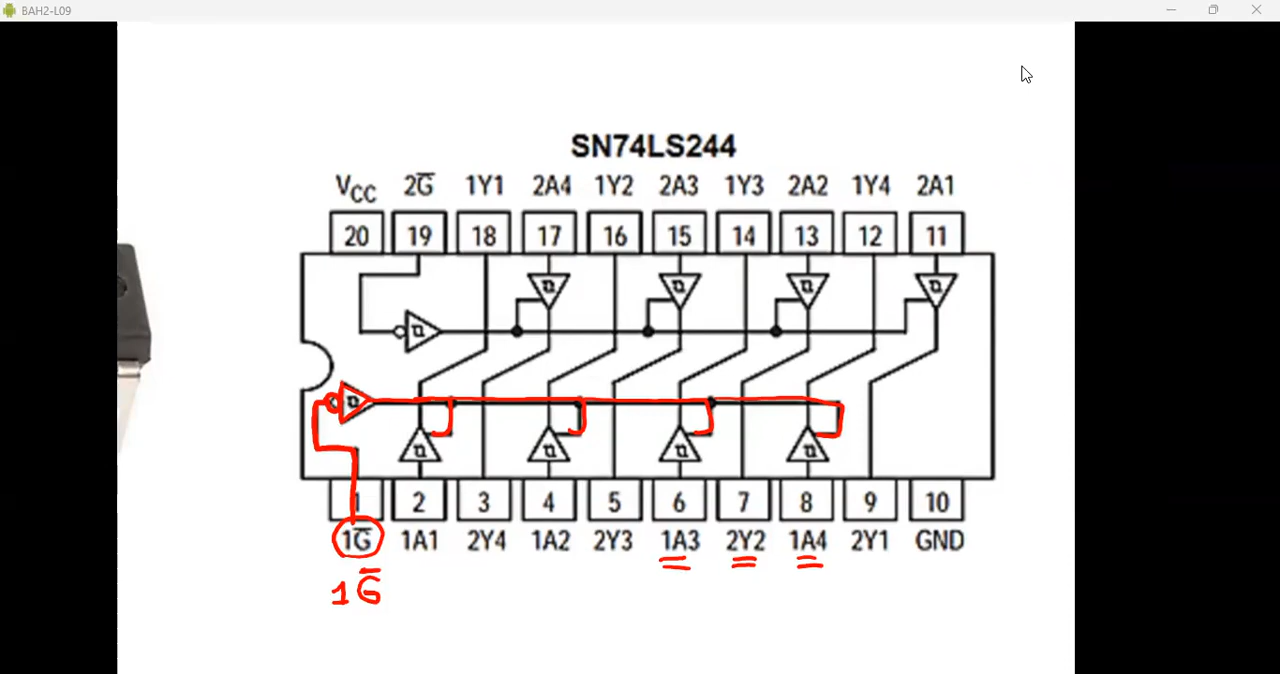 BAH2-L09
SN74LS244
VCC 2G̅ 1Y1 2A4 1Y2 2A3 1Y3 2A2 1Y4 2A1
20 19 18 17 16 15 14 13 12 11
1 2 3 4 5 6 7 8 9 10
1G̅ 1A1 2Y4 1A2 2Y3 1A3 2Y2 1A4 2Y1 GND
1G̅